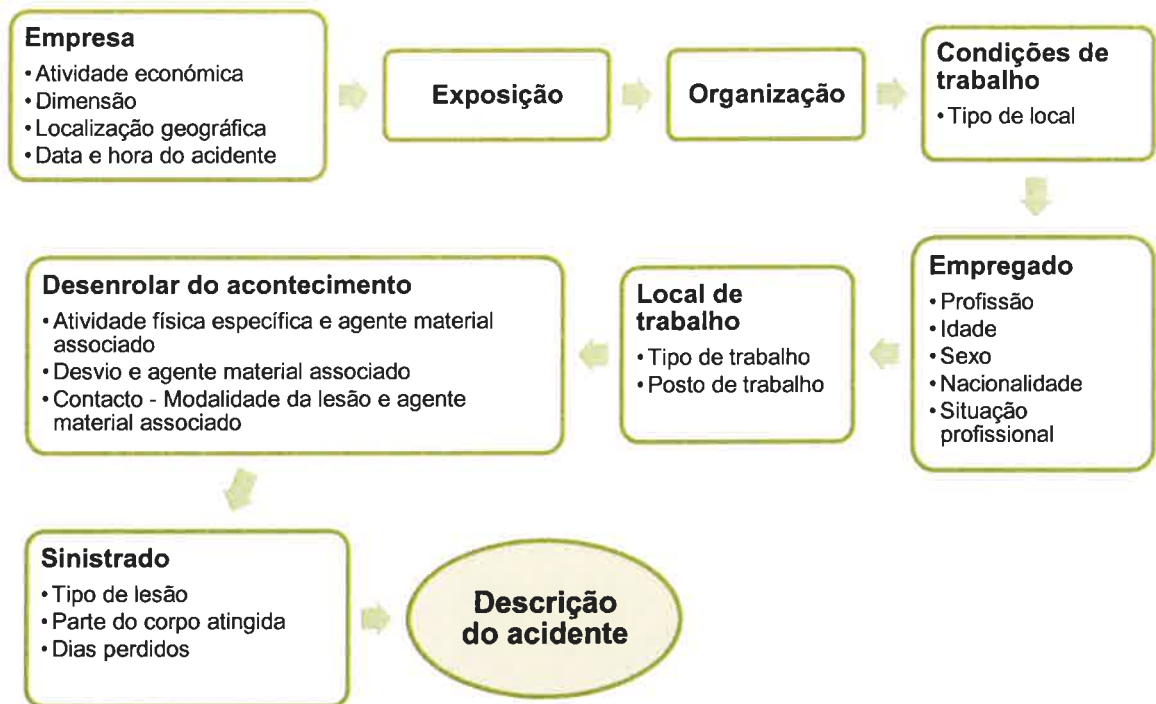 Empresa
• Atividade económica
• Dimensão
• Localização geográfica
• Data e hora do acidente
Exposição
Organização
Condições de
trabalho
• Tipo de local
Empregado
• Profissão
• Idade
• Sexo
• Nacionalidade
• Situação
profissional
Local de
trabalho
• Tipo de trabalho
• Posto de trabalho
Desenrolar do acontecimento
• Atividade física específica e agente material
associado
• Desvio e agente material associado
• Contacto - Modalidade da lesão e agente
material associado
Sinistrado
• Tipo de lesão
• Parte do corpo atingida
• Dias perdidos
Descrição
do acidente